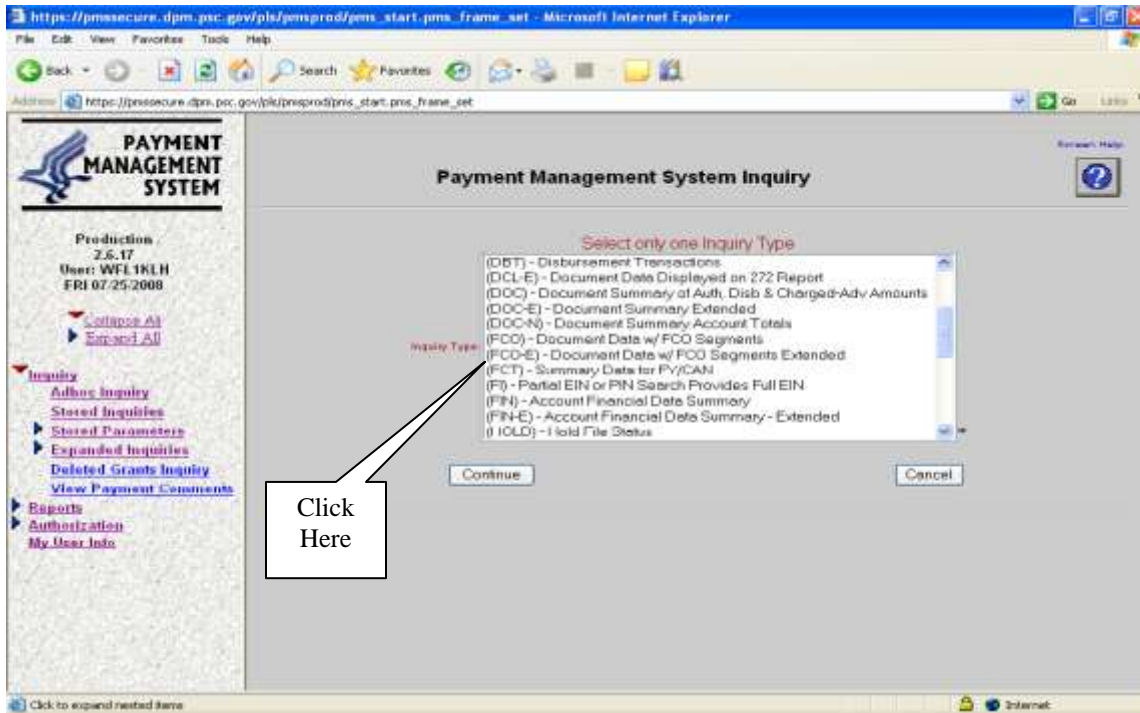 https://pmssecure.dpm.psc.gov/pls/pmsprod/pms_start.pms_frame_set - Microsoft Internet Explorer
File Edit View Favorites Tools Help
Back Search Favorites
Address https://pmssecure.dpm.psc.gov/pls/pmsprod/pms_start.pms_frame_set Go Links
PAYMENT
MANAGEMENT
SYSTEM
Production
2.6.17
User: WFL1KLH
FRI 07-25-2008
Collapse All
Expand All
Inquiry
Adhoc Inquiry
Stored Inquiries
Stored Parameters
Expanded Inquiries
Deleted Grants Inquiry
View Payment Comments
Reports
Authorization
My User Info
Screen Help
Payment Management System Inquiry
Select only one Inquiry Type
Inquiry Type:
(DBT) - Disbursement Transactions
(DCL-E) - Document Data Displayed on 272 Report
(DOC) - Document Summary of Auth, Disb & Charged-Adv Amounts
(DOC-E) - Document Summary Extended
(DOC-N) - Document Summary Account Totals
(FCO) - Document Data w/ FCO Segments
(FCO-E) - Document Data w/ FCO Segments Extended
(FCT) - Summary Data for FY/CAN
(FI) - Partial EIN or PIN Search Provides Full EIN
(FIN) - Account Financial Data Summary
(FIN-E) - Account Financial Data Summary - Extended
(HOLD) - Hold File Status
Continue Cancel
Click
Here
Click to expand nested items Internet